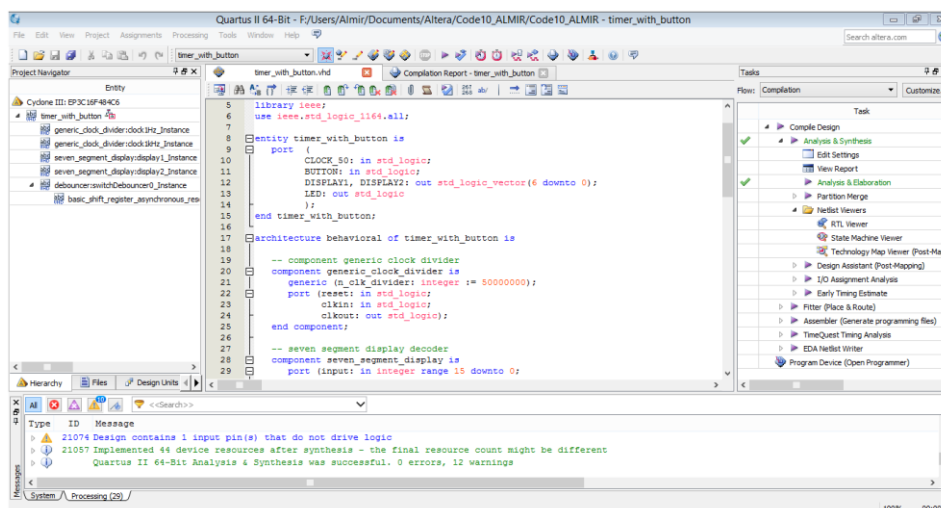 Quartus II 64-Bit - F:/Users/Almir/Documents/Altera/Code10_ALMIR/Code10_ALMIR - timer_with_button
File Edit View Project Assignments Processing Tools Window Help
Search altera.com
timer_with_button
Project Navigator
Entity
Cyclone III: EP3C16F484C6
timer_with_button
generic_clock_divider:clock1Hz_Instance
generic_clock_divider:clock1KHz_Instance
seven_segment_display:display1_Instance
seven_segment_display:display2_Instance
debouncer:switchDebouncer0_Instance
basic_shift_register_asynchronous_res
Hierarchy Files Design Units
timer_with_button.vhd
Compilation Report - timer_with_button
5 library ieee;
6 use ieee.std_logic_1164.all;
7
8 entity timer_with_button is
9 port (
10 CLOCK_50: in std_logic;
11 BUTTON: in std_logic;
12 DISPLAY1, DISPLAY2: out std_logic_vector(6 downto 0);
13 LED: out std_logic
14 );
15 end timer_with_button;
16
17 architecture behavioral of timer_with_button is
18
19 -- component generic clock divider
20 component generic_clock_divider is
21 generic (n_clk_divider: integer := 50000000);
22 port (reset: in std_logic;
23 clkin: in std_logic;
24 clkout: out std_logic);
25 end component;
26
27 -- seven segment display decoder
28 component seven_segment_display is
29 port (input: in integer range 15 downto 0;
Tasks
Flow: Compilation Customize
Task
Compile Design
Analysis & Synthesis
Edit Settings
View Report
Analysis & Elaboration
Partition Merge
Netlist Viewers
RTL Viewer
State Machine Viewer
Technology Map Viewer (Post-Ma
Design Assistant (Post-Mapping)
I/O Assignment Analysis
Early Timing Estimate
Fitter (Place & Route)
Assembler (Generate programming files)
TimeQuest Timing Analysis
EDA Netlist Writer
Program Device (Open Programmer)
All <<Search>>
Type ID Message
21074 Design contains 1 input pin(s) that do not drive logic
21057 Implemented 44 device resources after synthesis - the final resource count might be different
Quartus II 64-Bit Analysis & Synthesis was successful. 0 errors, 12 warnings
Messages
System Processing (29)